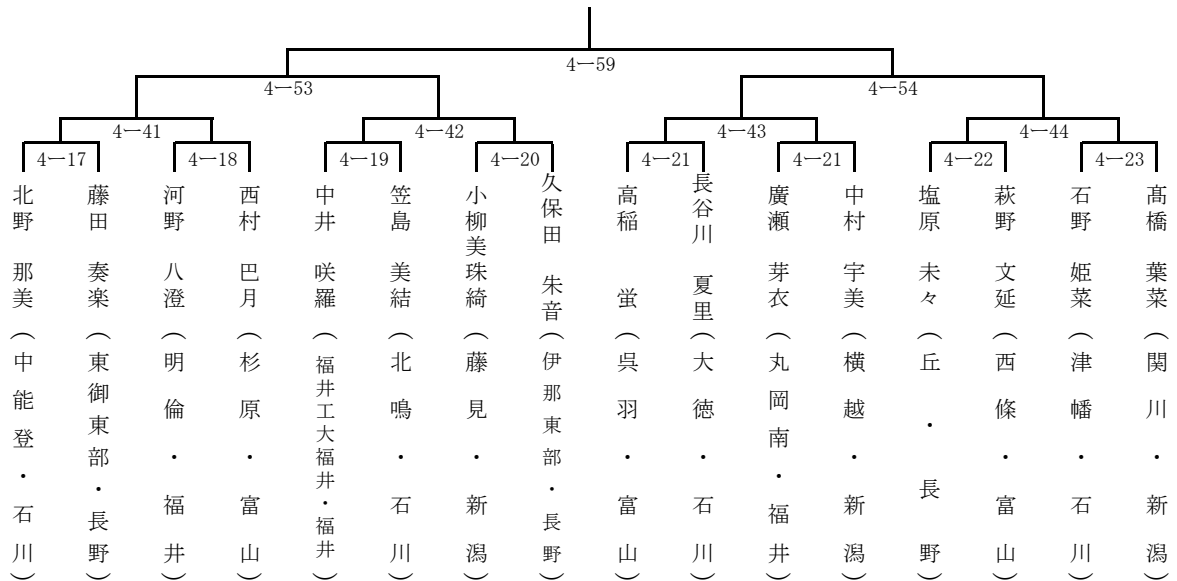 4ー59
4ー53
4ー54
4ー41
4ー42
4ー43
4ー44
4ー17
4ー18
4ー19
4ー20
4ー21
4ー21
4ー22
4ー23
北野 那美（中能登・石川）
藤田 奏楽（東御東部・長野）
河野 八澄（明倫・福井）
西村 巴月（杉原・富山）
中井 咲羅（福井工大福井・福井）
笠島 美結（北鳴・石川）
小柳美珠綺（藤見・新潟）
久保田 朱音（伊那東部・長野）
高稲 蛍（呉羽・富山）
長谷川 夏里（大徳・石川）
廣瀬 芽衣（丸岡南・福井）
中村 宇美（横越・新潟）
塩原 未々（丘・長野）
萩野 文延（西條・富山）
石野 姫菜（津幡・石川）
髙橋 葉菜（関川・新潟）